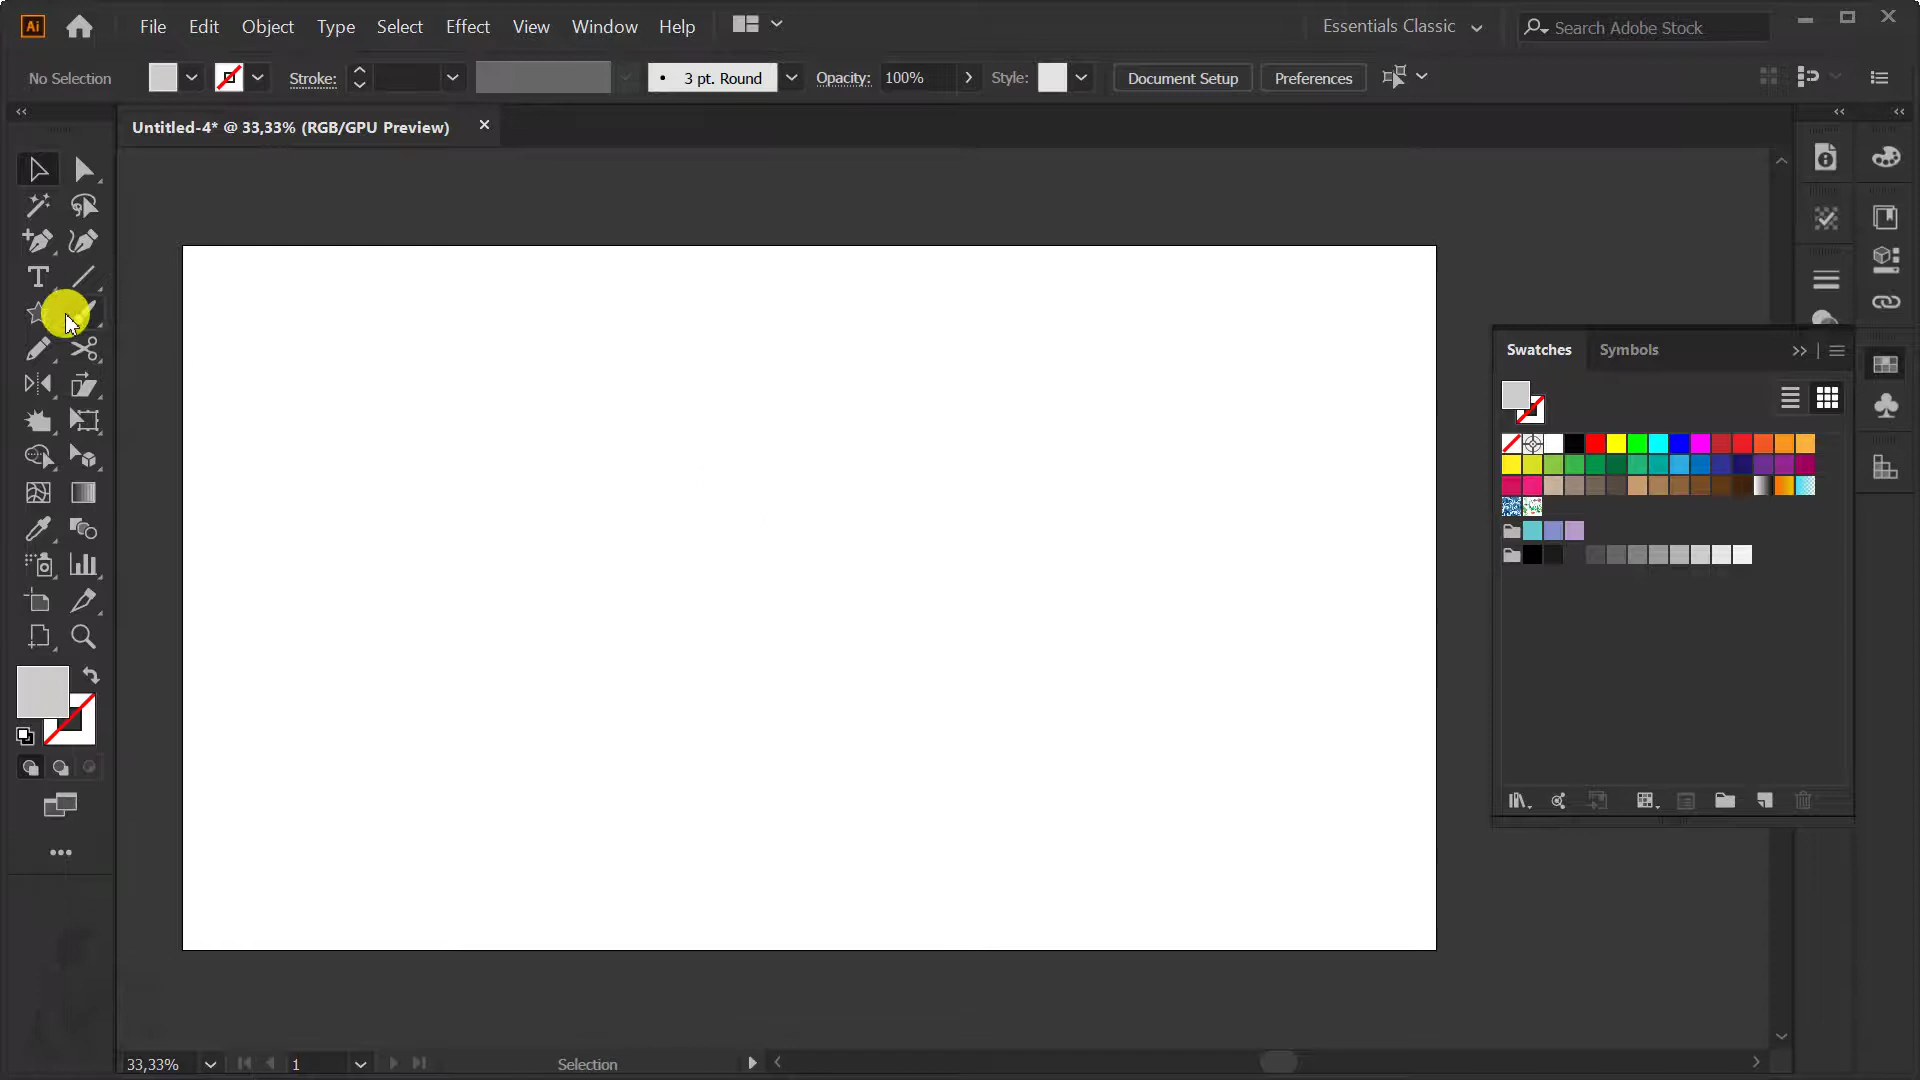 Ai File Edit Object Type Select Effect View Window Help Essentials Classic Search Adobe Stock
No Selection Stroke: 3 pt. Round Opacity: 100% Style: Document Setup Preferences
Untitled-4* @ 33,33% (RGB/GPU Preview)
Swatches Symbols
33,33% 1 Selection